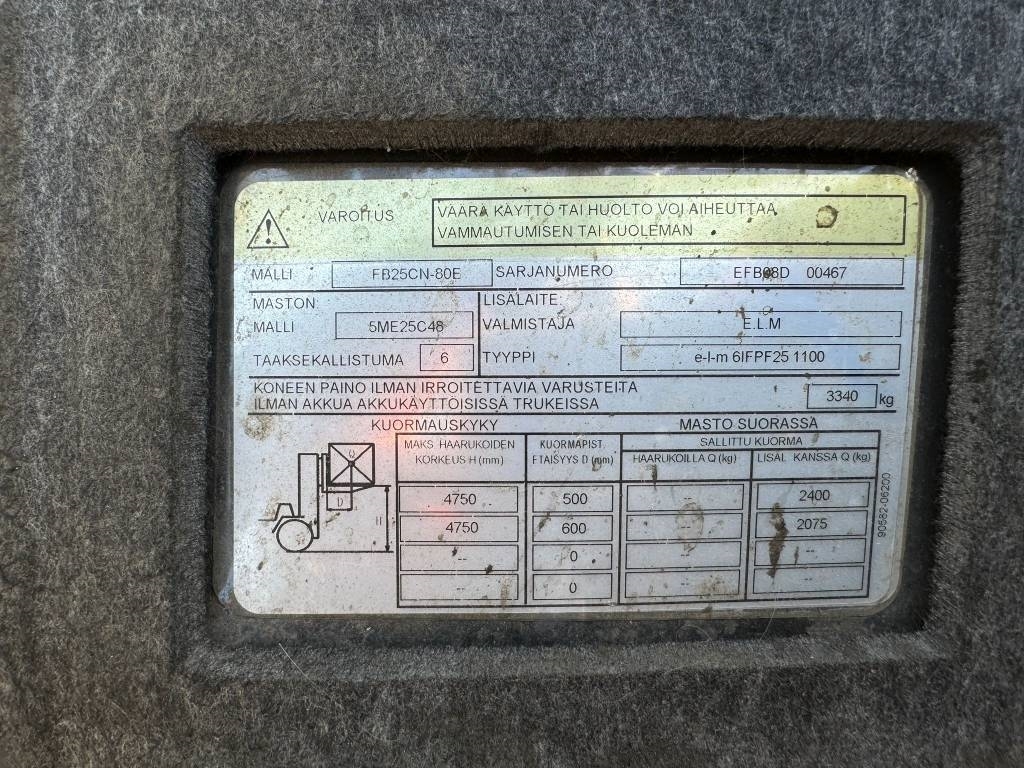 VAROITUS
VÄÄRÄ KÄYTTÖ TAI HUOLTO VOI AIHEUTTAA
VAMMAUTUMISEN TAI KUOLEMAN
MALLI FB25CN-80E SARJANUMERO EFB08D 00467
MASTON: LISÄLAITE:
MALLI 5ME25C48 VALMISTAJA E.L.M
TAAKSEKALLISTUMA 6 TYYPPI e-l-m 6IFPF25 1100
KONEEN PAINO ILMAN IRROITETTAVIA VARUSTEITA
ILMAN AKKUA AKKUKÄYTTÖISISSÄ TRUKEISSA 3340 kg
KUORMAUSKYKY MASTO SUORASSA
MAKS HAARUKOIDEN KUORMAPIST. SALLITTU KUORMA
KORKEUS H (mm) ETAISYYS D (mm) HAARUKOILLA Q (kg) LISÄL. KANSSA Q (kg)
4750 500 -- 2400
4750 600 -- 2075
-- 0 -- --
-- 0 -- --
Q
D
H
90582-06200